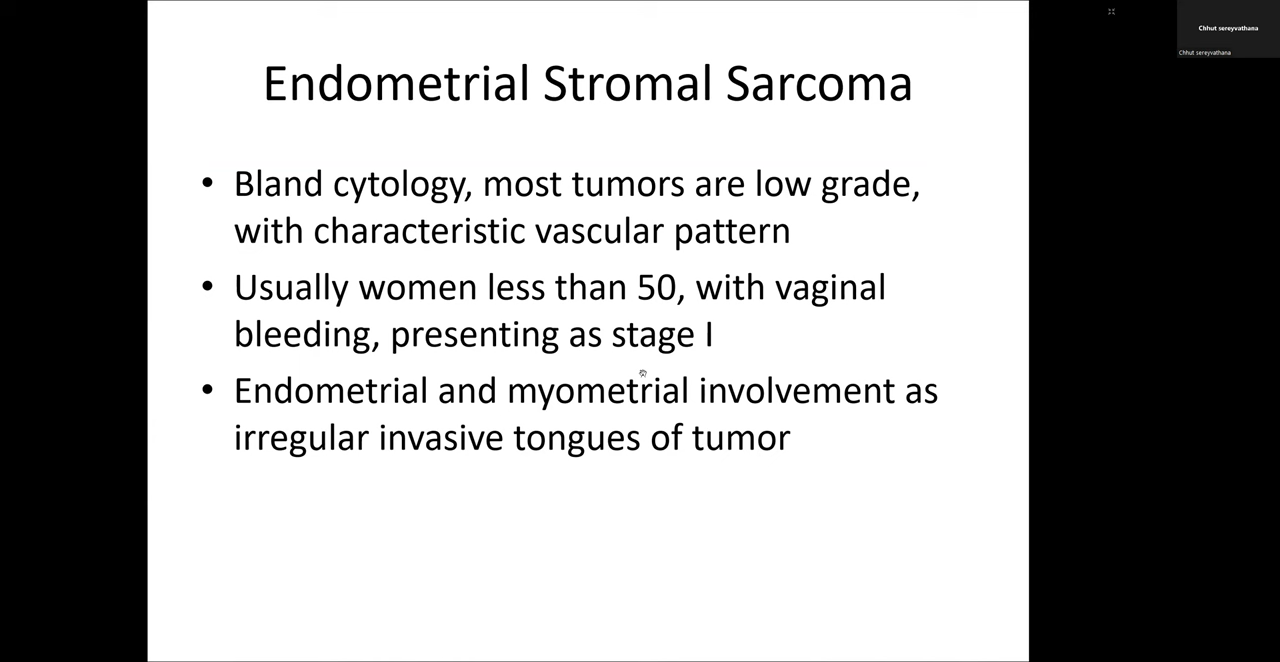 Endometrial Stromal Sarcoma
• Bland cytology, most tumors are low grade,
with characteristic vascular pattern
• Usually women less than 50, with vaginal
bleeding, presenting as stage I
• Endometrial and myometrial involvement as
irregular invasive tongues of tumor
Chhut sereyvathana
Chhut sereyvathana